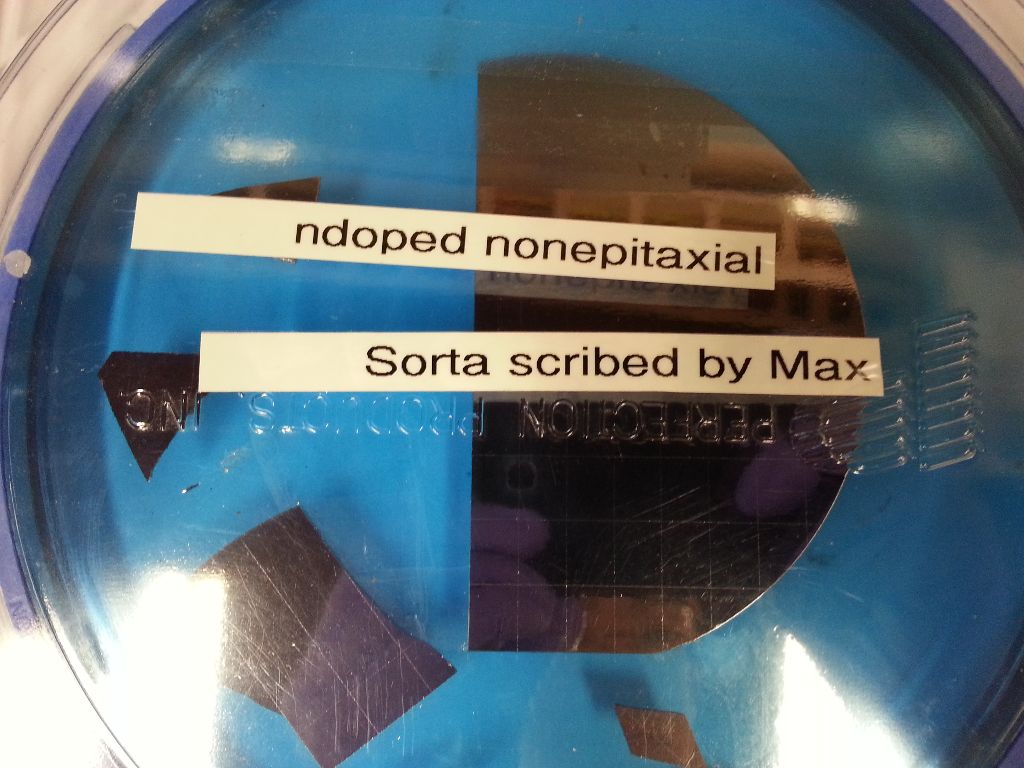 ndoped nonepitaxial
Sorta scribed by Max
PERFECTION PRODUCTS, INC